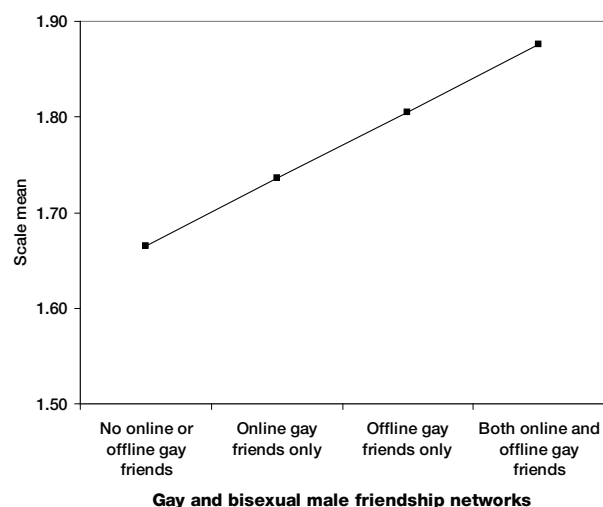 1.90
1.80
1.70
1.60
1.50
Scale mean
No online or
offline gay
friends
Online gay
friends only
Offline gay
friends only
Both online and
offline gay
friends
Gay and bisexual male friendship networks